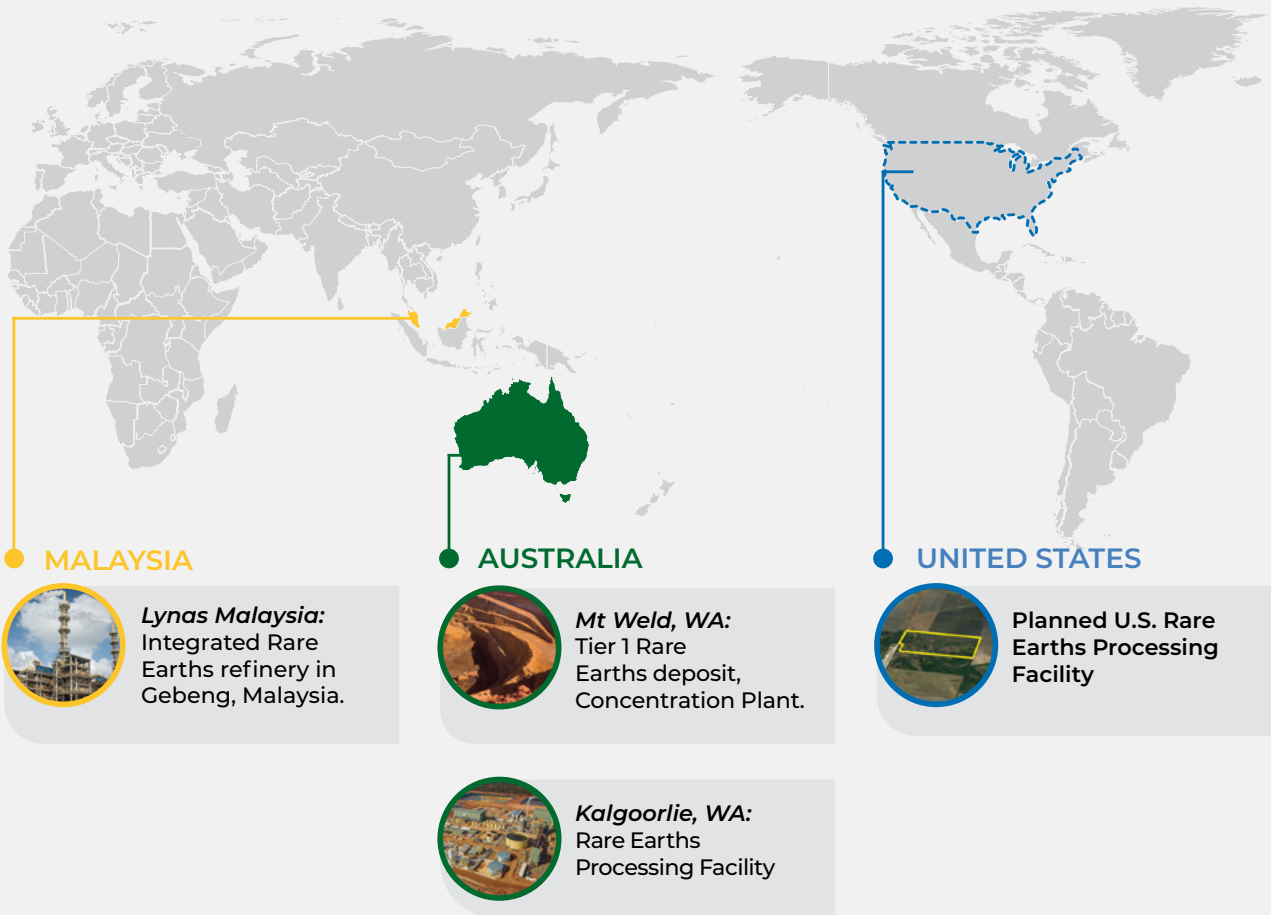 MALAYSIA
Lynas Malaysia:
Integrated Rare
Earths refinery in
Gebeng, Malaysia.
AUSTRALIA
Mt Weld, WA:
Tier 1 Rare
Earths deposit,
Concentration Plant.
Kalgoorlie, WA:
Rare Earths
Processing Facility
UNITED STATES
Planned U.S. Rare
Earths Processing
Facility